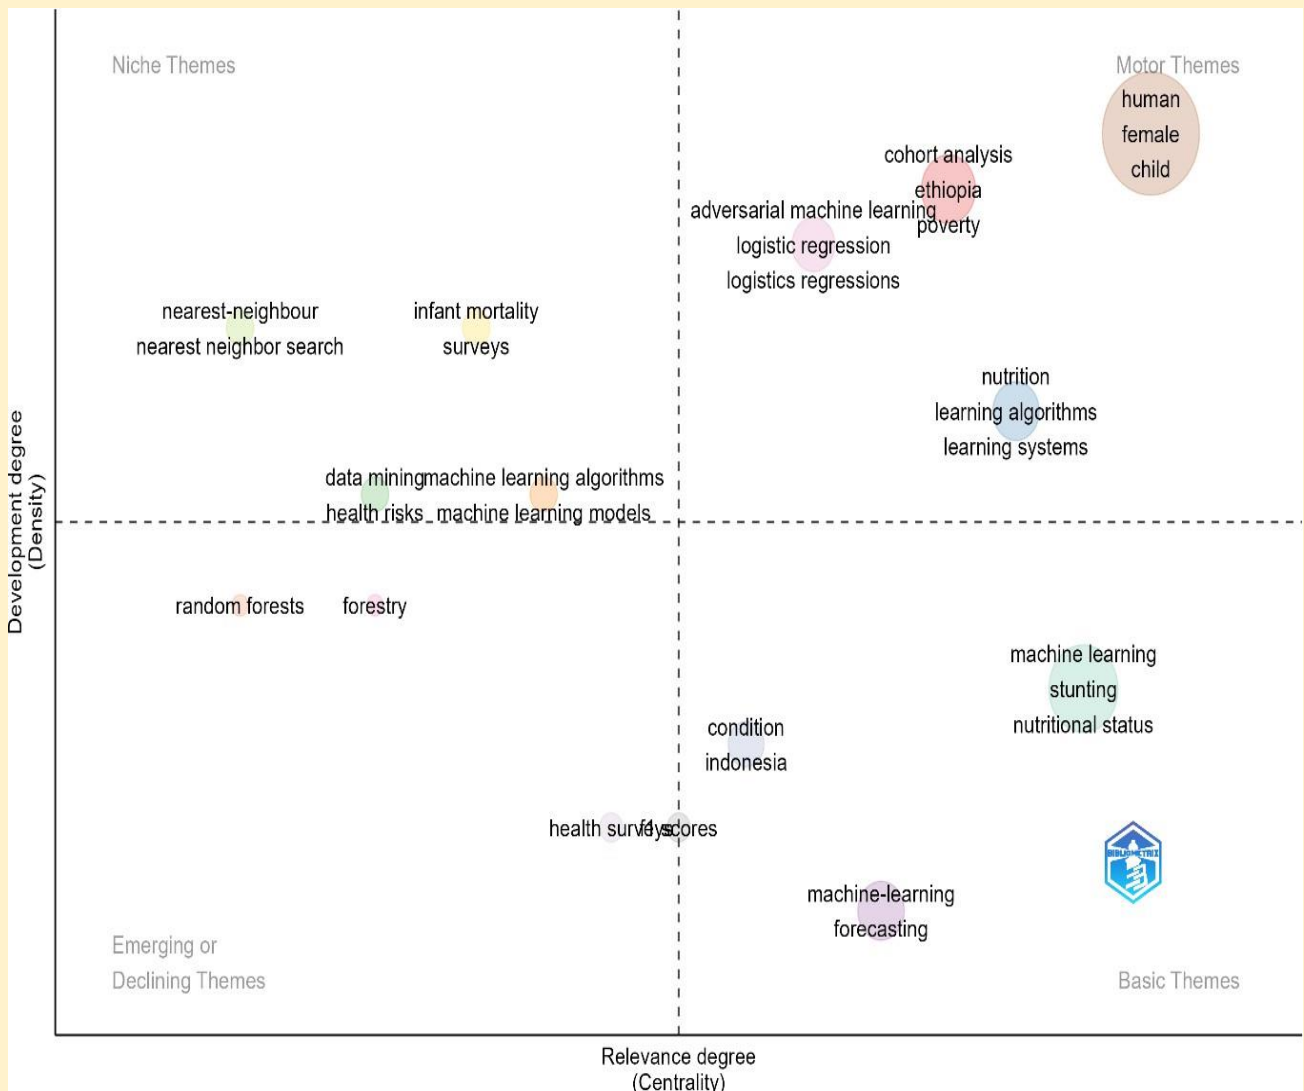 Niche Themes
Motor Themes
human
female
child
cohort analysis
ethiopia
poverty
adversarial machine learning
logistic regression
logistics regressions
nearest-neighbour
nearest neighbor search
infant mortality
surveys
nutrition
learning algorithms
learning systems
data mining
health risks
machine learning algorithms
machine learning models
Development degree
(Density)
random forests
forestry
machine learning
stunting
nutritional status
condition
indonesia
health surveys
f1 scores
machine-learning
forecasting
BIBLIOMETRIX
Emerging or
Declining Themes
Basic Themes
Relevance degree
(Centrality)